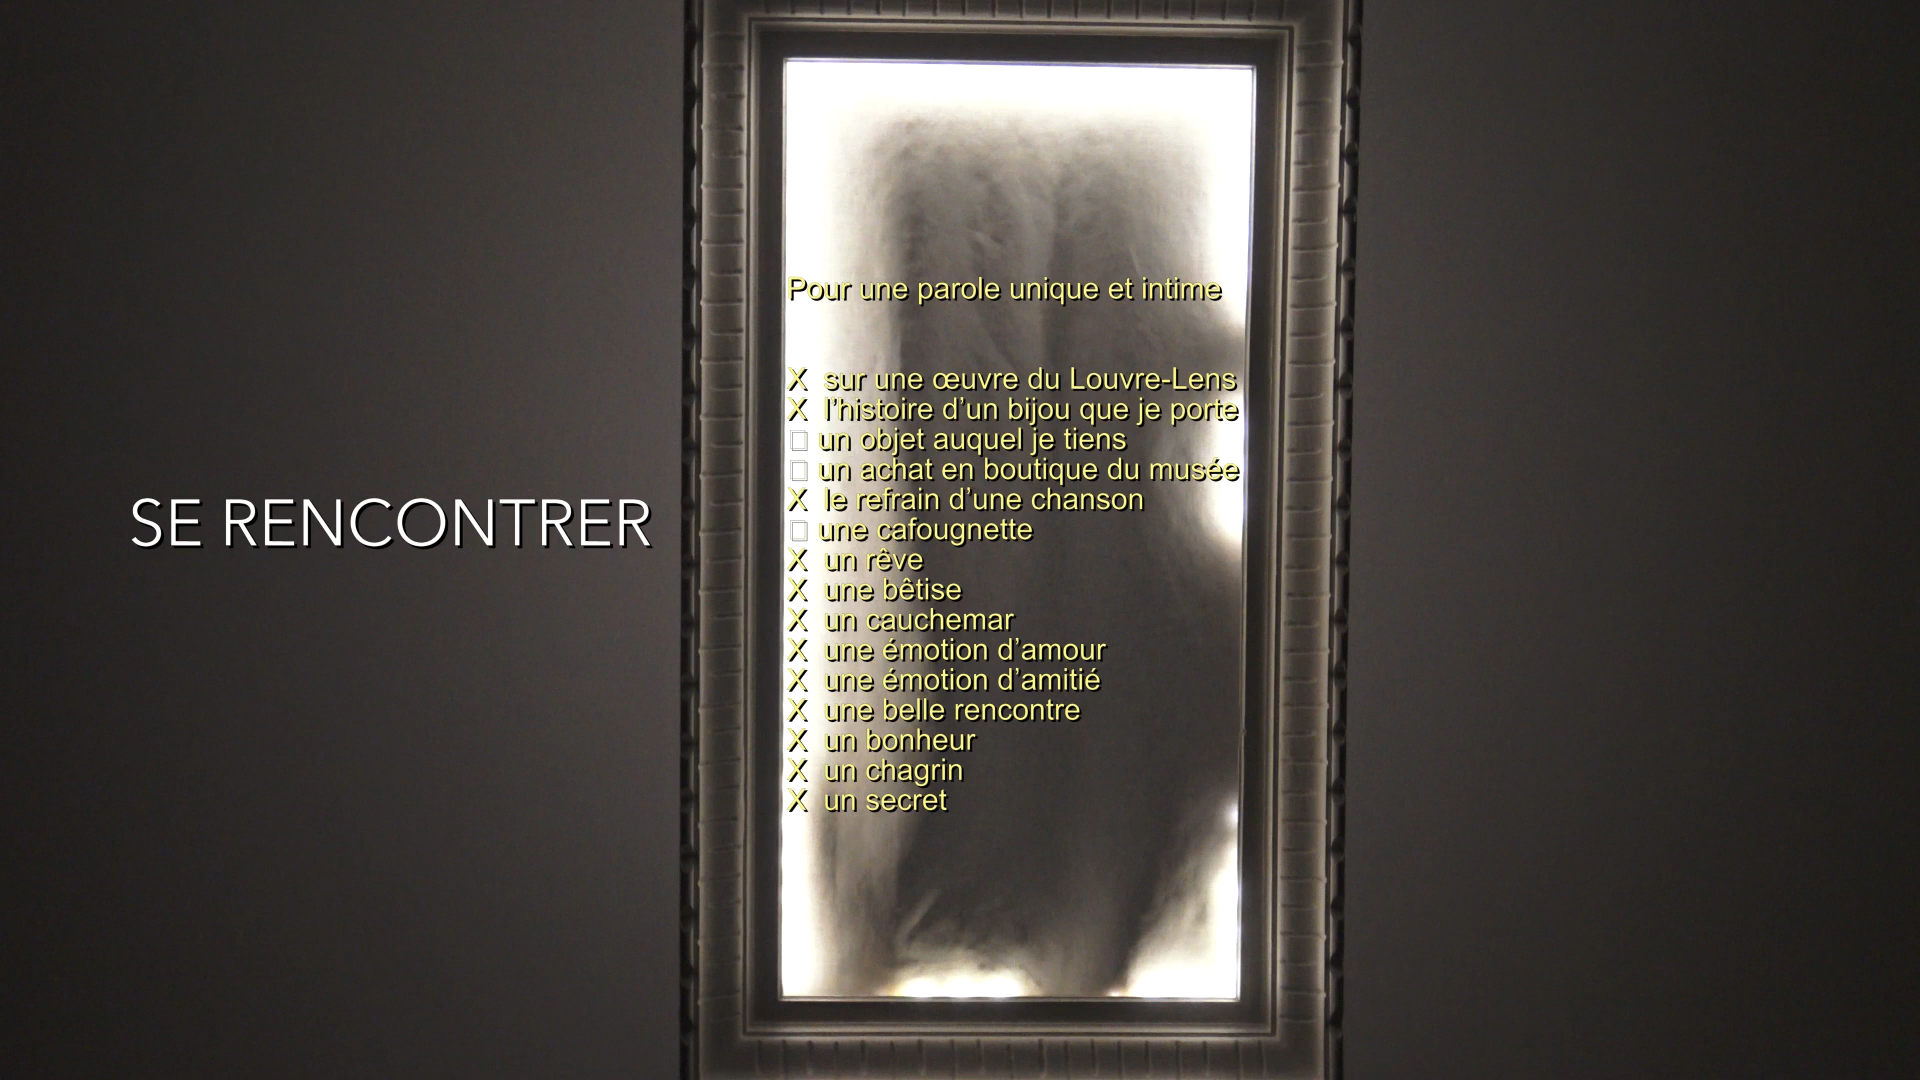 SE RENCONTRER
Pour une parole unique et intime
X sur une œuvre du Louvre-Lens
X l’histoire d’un bijou que je porte
□ un objet auquel je tiens
□ un achat en boutique du musée
X le refrain d’une chanson
□ une cafougnette
X un rêve
X une bêtise
X un cauchemar
X une émotion d’amour
X une émotion d’amitié
X une belle rencontre
X un bonheur
X un chagrin
X un secret